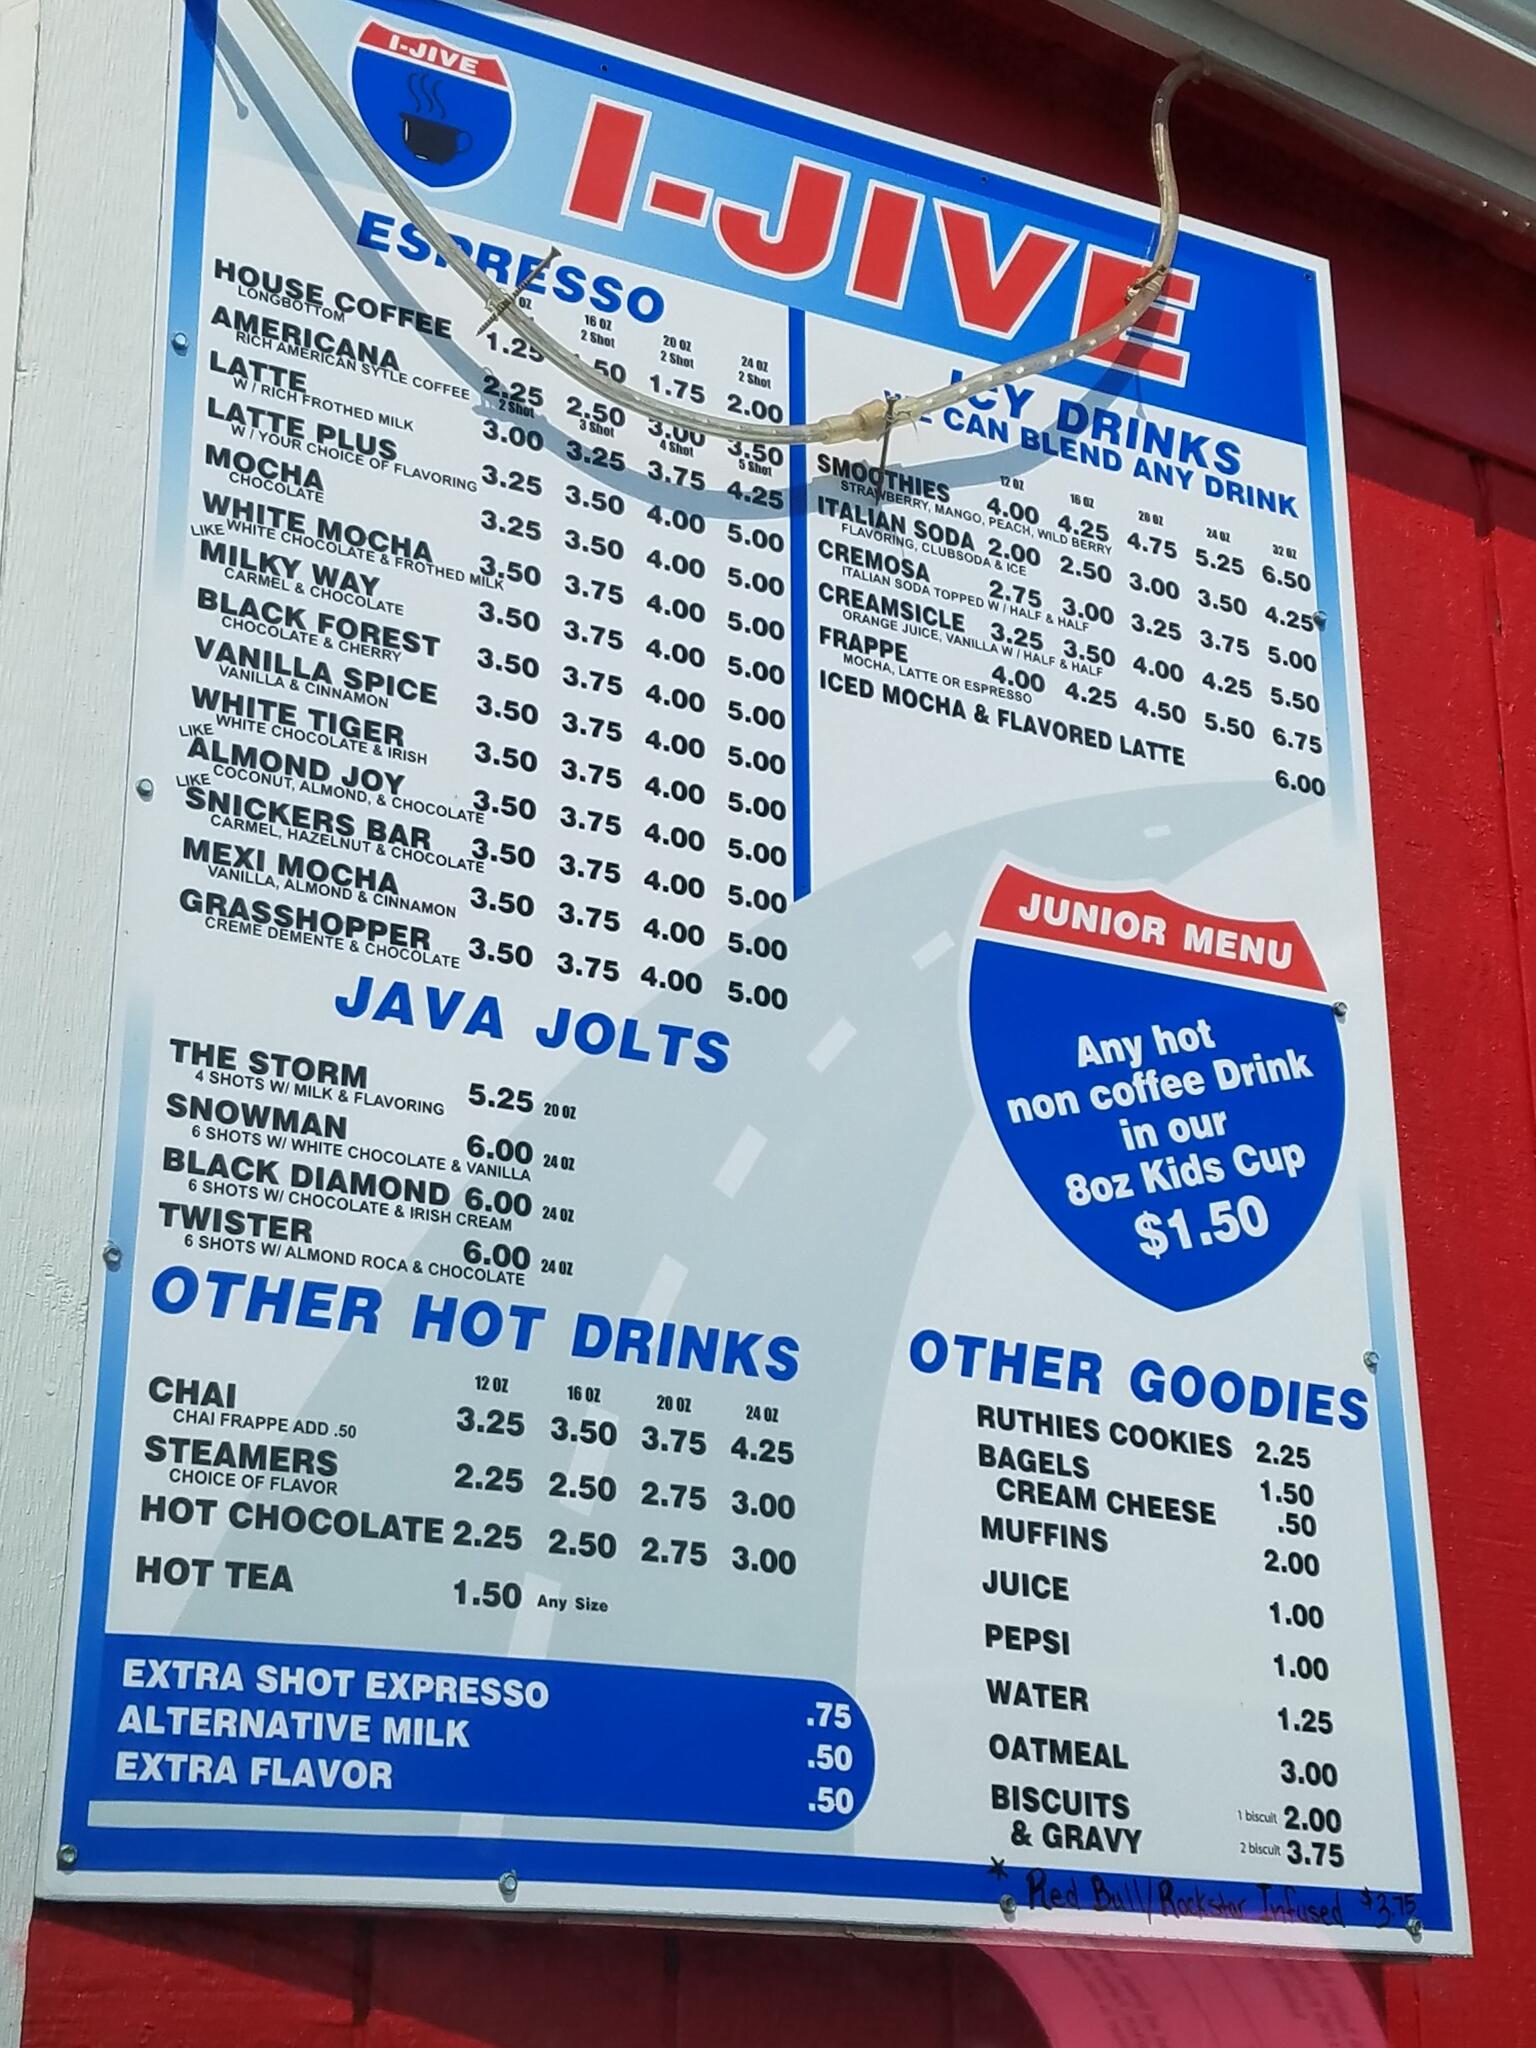 I-JIVE
I-JIVE
ESPRESSO
OZ 16 OZ 20 OZ 24 OZ
2 Shot 2 Shot 2 Shot
HOUSE COFFEE 1.25 50 1.75 2.00
LONGBOTTOM
AMERICANA 2.25 2.50 3.00 3.50
RICH AMERICAN SYTLE COFFEE 2 Shot 3 Shot 4 Shot 5 Shot
LATTE 3.00 3.25 3.75 4.25
W / RICH FROTHED MILK
LATTE PLUS 3.25 3.50 4.00 5.00
W / YOUR CHOICE OF FLAVORING
MOCHA 3.25 3.50 4.00 5.00
CHOCOLATE
WHITE MOCHA 3.50 3.75 4.00 5.00
LIKE WHITE CHOCOLATE & FROTHED MILK
MILKY WAY 3.50 3.75 4.00 5.00
CARMEL & CHOCOLATE
BLACK FOREST 3.50 3.75 4.00 5.00
CHOCOLATE & CHERRY
VANILLA SPICE 3.50 3.75 4.00 5.00
VANILLA & CINNAMON
WHITE TIGER 3.50 3.75 4.00 5.00
LIKE WHITE CHOCOLATE & IRISH
ALMOND JOY 3.50 3.75 4.00 5.00
LIKE COCONUT, ALMOND, & CHOCOLATE
SNICKERS BAR 3.50 3.75 4.00 5.00
CARMEL, HAZELNUT & CHOCOLATE
MEXI MOCHA 3.50 3.75 4.00 5.00
VANILLA, ALMOND & CINNAMON
GRASSHOPPER 3.50 3.75 4.00 5.00
CREME DEMENTE & CHOCOLATE
JAVA JOLTS
THE STORM 5.25 20 OZ
4 SHOTS W/ MILK & FLAVORING
SNOWMAN 6.00 24 OZ
6 SHOTS W/ WHITE CHOCOLATE & VANILLA
BLACK DIAMOND 6.00 24 OZ
6 SHOTS W/ CHOCOLATE & IRISH CREAM
TWISTER 6.00 24 OZ
6 SHOTS W/ ALMOND ROCA & CHOCOLATE
OTHER HOT DRINKS
12 OZ 16 OZ 20 OZ 24 OZ
CHAI 3.25 3.50 3.75 4.25
CHAI FRAPPE ADD .50
STEAMERS 2.25 2.50 2.75 3.00
CHOICE OF FLAVOR
HOT CHOCOLATE 2.25 2.50 2.75 3.00
HOT TEA 1.50 Any Size
EXTRA SHOT EXPRESSO .75
ALTERNATIVE MILK .50
EXTRA FLAVOR .50
ICY DRINKS
WE CAN BLEND ANY DRINK
12 OZ 16 OZ 20 OZ 24 OZ 32 OZ
SMOOTHIES 4.00 4.25 4.75 5.25 6.50
STRAWBERRY, MANGO, PEACH, WILD BERRY
ITALIAN SODA 2.00 2.50 3.00 3.50 4.25
FLAVORING, CLUBSODA & ICE
CREMOSA 2.75 3.00 3.25 3.75 5.00
ITALIAN SODA TOPPED W / HALF & HALF
CREAMSICLE 3.25 3.50 4.00 4.25 5.50
ORANGE JUICE, VANILLA W / HALF & HALF
FRAPPE 4.00 4.25 4.50 5.50 6.75
MOCHA, LATTE OR ESPRESSO
ICED MOCHA & FLAVORED LATTE 6.00
JUNIOR MENU
Any hot
non coffee Drink
in our
8oz Kids Cup
$1.50
OTHER GOODIES
RUTHIES COOKIES 2.25
BAGELS 1.50
CREAM CHEESE .50
MUFFINS 2.00
JUICE 1.00
PEPSI 1.00
WATER 1.25
OATMEAL 3.00
BISCUITS 1 biscuit 2.00
& GRAVY 2 biscuit 3.75
* Red Bull/Rockstar Infused $3.75